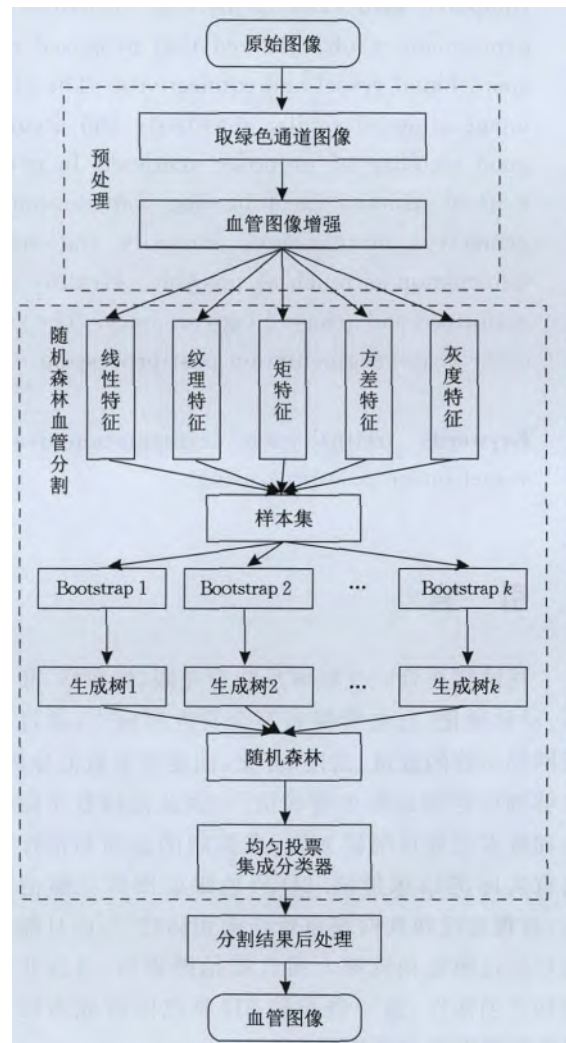 原始图像
预处理
取绿色通道图像
血管图像增强
随机森林血管分割
线性特征
纹理特征
矩特征
方差特征
灰度特征
样本集
Bootstrap 1
Bootstrap 2
···
Bootstrap k
生成树1
生成树2
···
生成树k
随机森林
均匀投票
集成分类器
分割结果后处理
血管图像